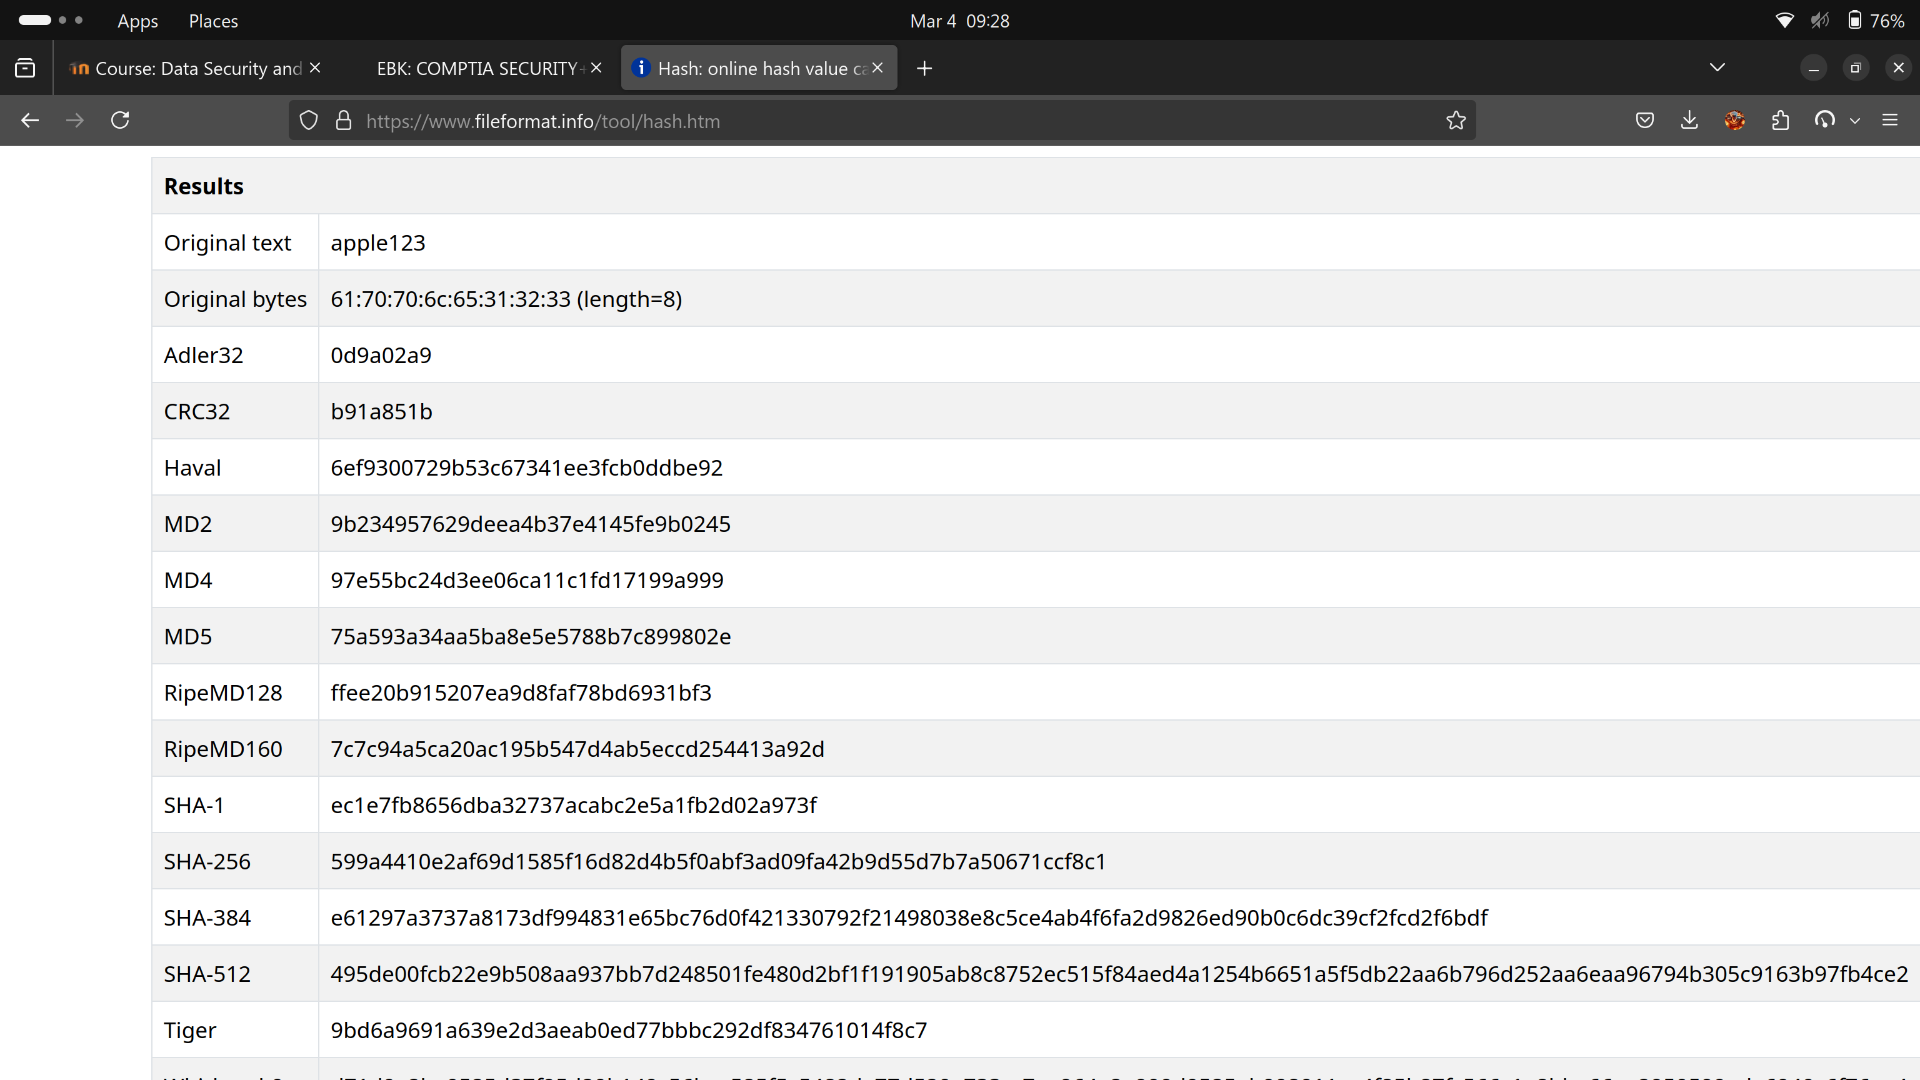 Apps Places Mar 4 09:28 76%
Course: Data Security and EBK: COMPTIA SECURITY+ Hash: online hash value ca
https://www.fileformat.info/tool/hash.htm
Results
Original text apple123
Original bytes 61:70:70:6c:65:31:32:33 (length=8)
Adler32 0d9a02a9
CRC32 b91a851b
Haval 6ef9300729b53c67341ee3fcb0ddbe92
MD2 9b234957629deea4b37e4145fe9b0245
MD4 97e55bc24d3ee06ca11c1fd17199a999
MD5 75a593a34aa5ba8e5e5788b7c899802e
RipeMD128 ffee20b915207ea9d8faf78bd6931bf3
RipeMD160 7c7c94a5ca20ac195b547d4ab5eccd254413a92d
SHA-1 ec1e7fb8656dba32737acabc2e5a1fb2d02a973f
SHA-256 599a4410e2af69d1585f16d82d4b5f0abf3ad09fa42b9d55d7b7a50671ccf8c1
SHA-384 e61297a3737a8173df994831e65bc76d0f421330792f21498038e8c5ce4ab4f6fa2d9826ed90b0c6dc39cf2fcd2f6bdf
SHA-512 495de00fcb22e9b508aa937bb7d248501fe480d2bf1f191905ab8c8752ec515f84aed4a1254b6651a5f5db22aa6b796d252aa6eaa96794b305c9163b97fb4ce2
Tiger 9bd6a9691a639e2d3aeab0ed77bbbc292df834761014f8c7